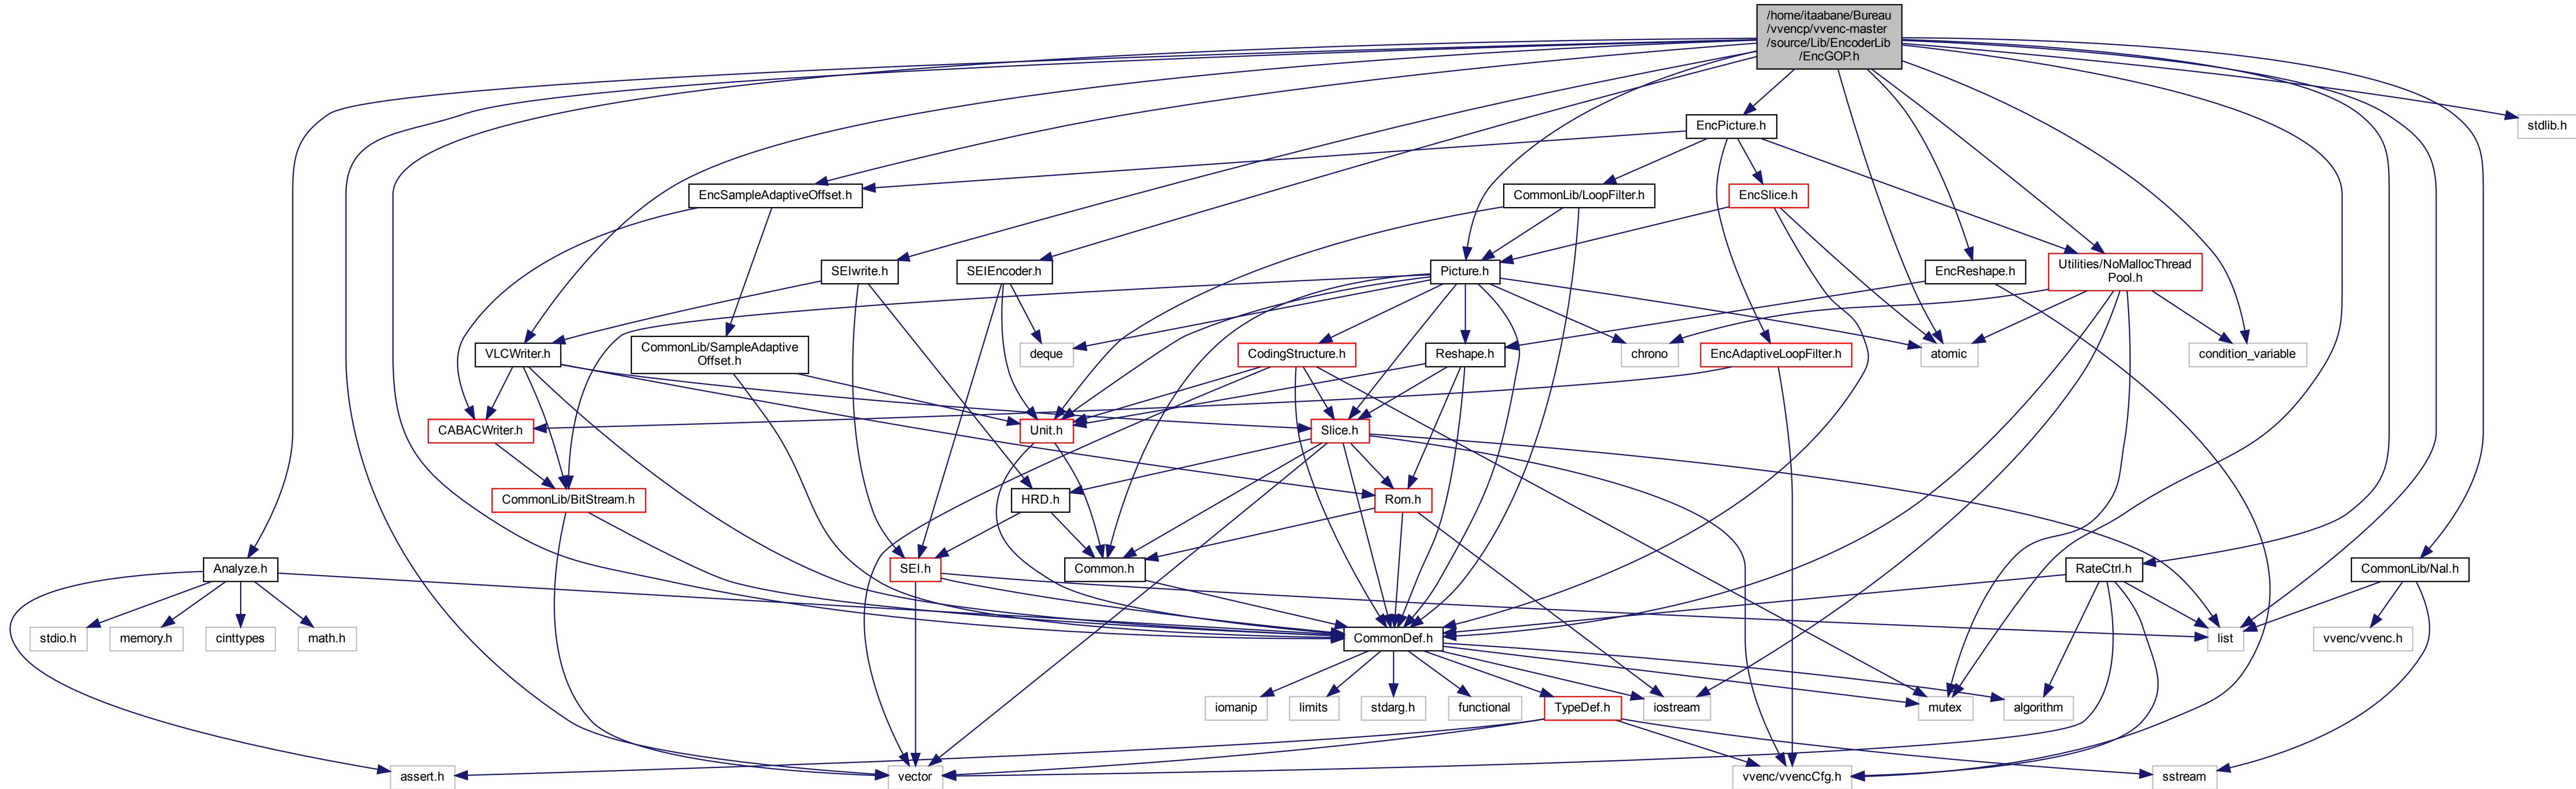 /home/itaabane/Bureau
/vvencp/vvenc-master
/source/Lib/EncoderLib
/EncGOP.h
EncPicture.h
stdlib.h
EncSampleAdaptiveOffset.h
CommonLib/LoopFilter.h
EncSlice.h
SEIwrite.h
SEIEncoder.h
Picture.h
EncReshape.h
Utilities/NoMallocThread
Pool.h
VLCWriter.h
CommonLib/SampleAdaptive
Offset.h
deque
CodingStructure.h
Reshape.h
chrono
EncAdaptiveLoopFilter.h
atomic
condition_variable
CABACWriter.h
Unit.h
Slice.h
CommonLib/BitStream.h
HRD.h
Rom.h
Analyze.h
SEI.h
Common.h
RateCtrl.h
CommonLib/Nal.h
stdio.h
memory.h
cinttypes
math.h
CommonDef.h
list
vvenc/vvenc.h
iomanip
limits
stdarg.h
functional
TypeDef.h
iostream
mutex
algorithm
assert.h
vector
vvenc/vvencCfg.h
sstream